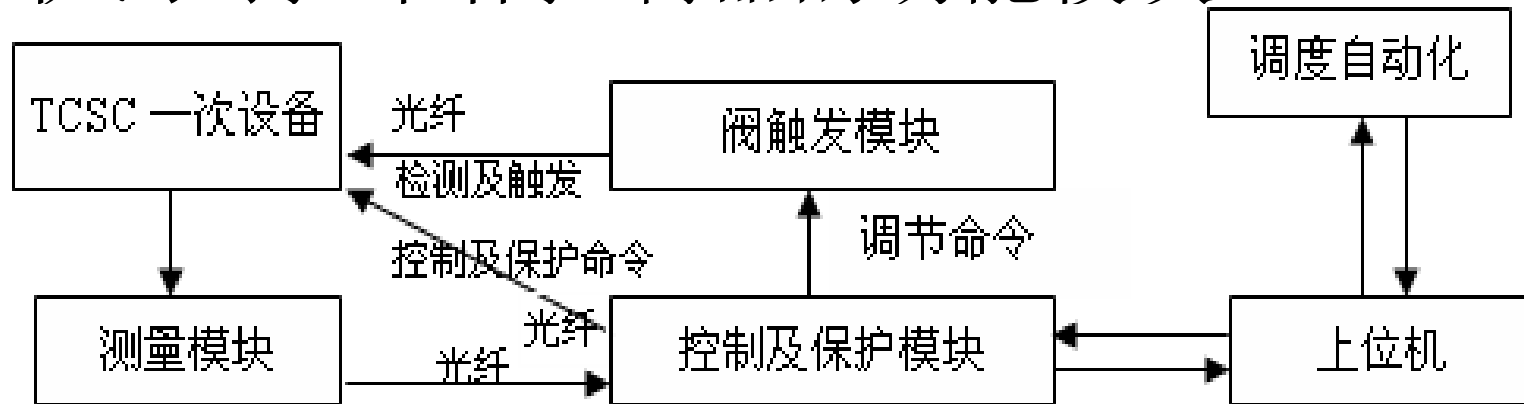 调度自动化
TCSC 一次设备
光纤
阀触发模块
检测及触发
调节命令
控制及保护命令
测量模块
光纤
光纤
控制及保护模块
上位机